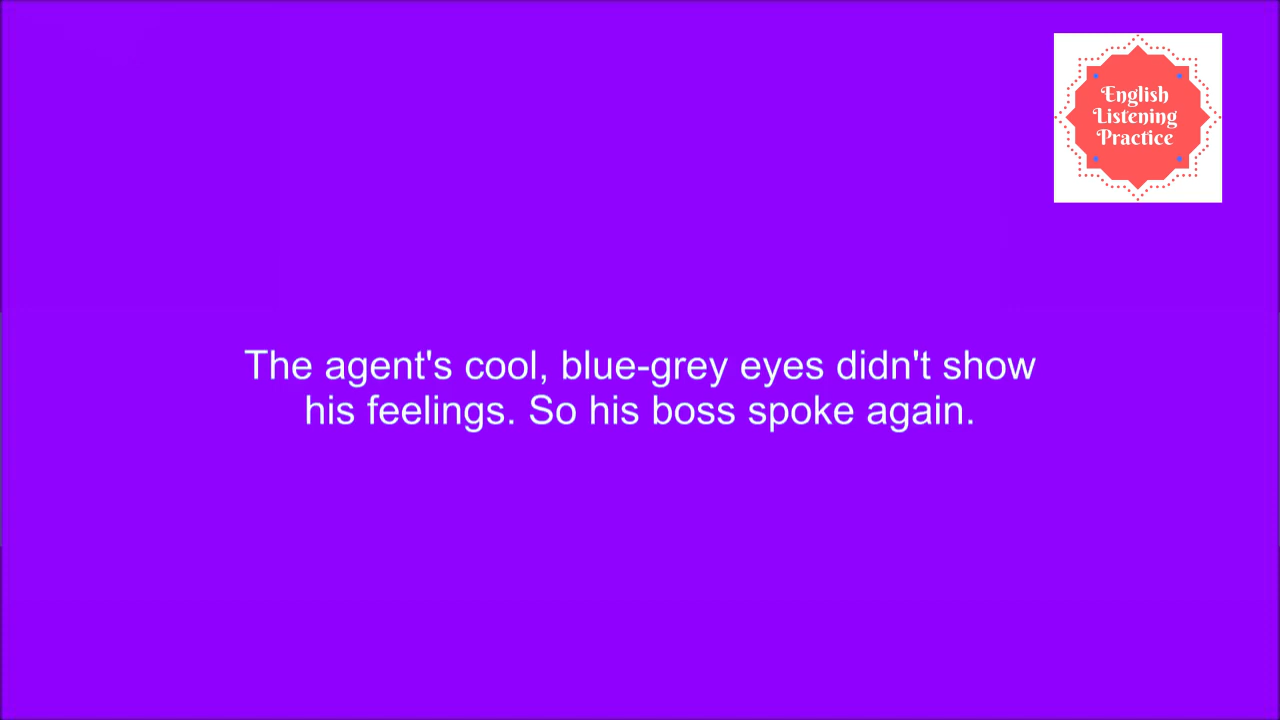 English
Listening
Practice
The agent's cool, blue-grey eyes didn't show
his feelings. So his boss spoke again.